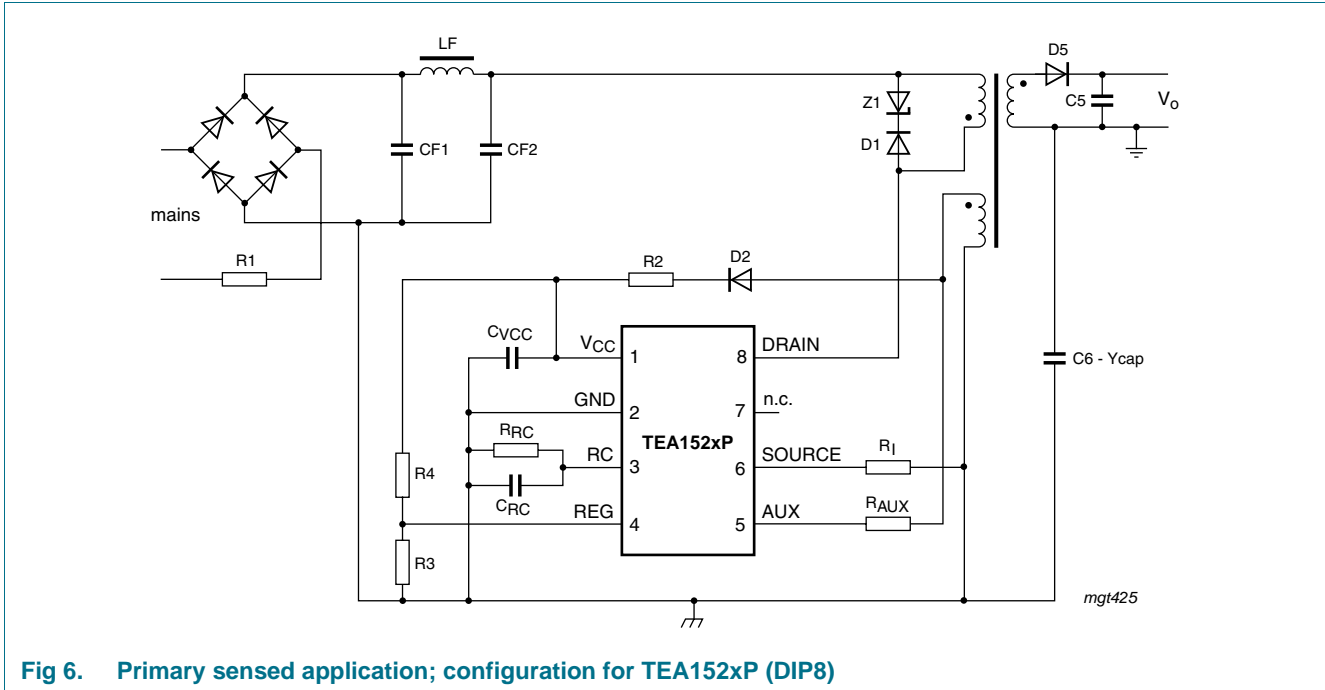 LF
D5
Z1
C5
Vo
D1
CF1
CF2
mains
R1
R2
D2
CVCC
VCC
1
8
DRAIN
C6 - Ycap
GND
2
7
n.c.
RRC
TEA152xP
RC
3
6
SOURCE
RI
R4
CRC
RAUX
REG
4
5
AUX
R3
mgt425
Fig 6. Primary sensed application; configuration for TEA152xP (DIP8)